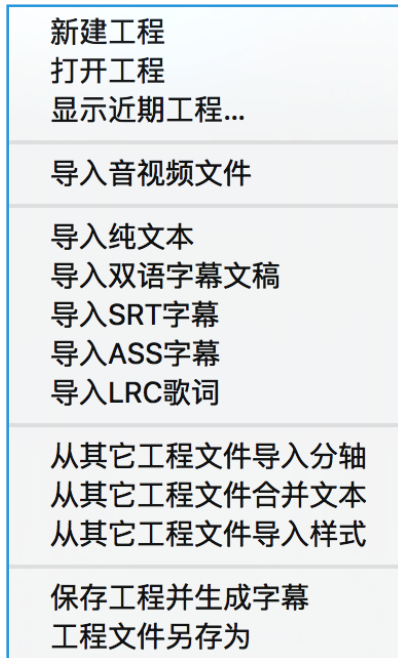 新建工程
打开工程
显示近期工程...
导入音视频文件
导入纯文本
导入双语字幕文稿
导入SRT字幕
导入ASS字幕
导入LRC歌词
从其它工程文件导入分轴
从其它工程文件合并文本
从其它工程文件导入样式
保存工程并生成字幕
工程文件另存为